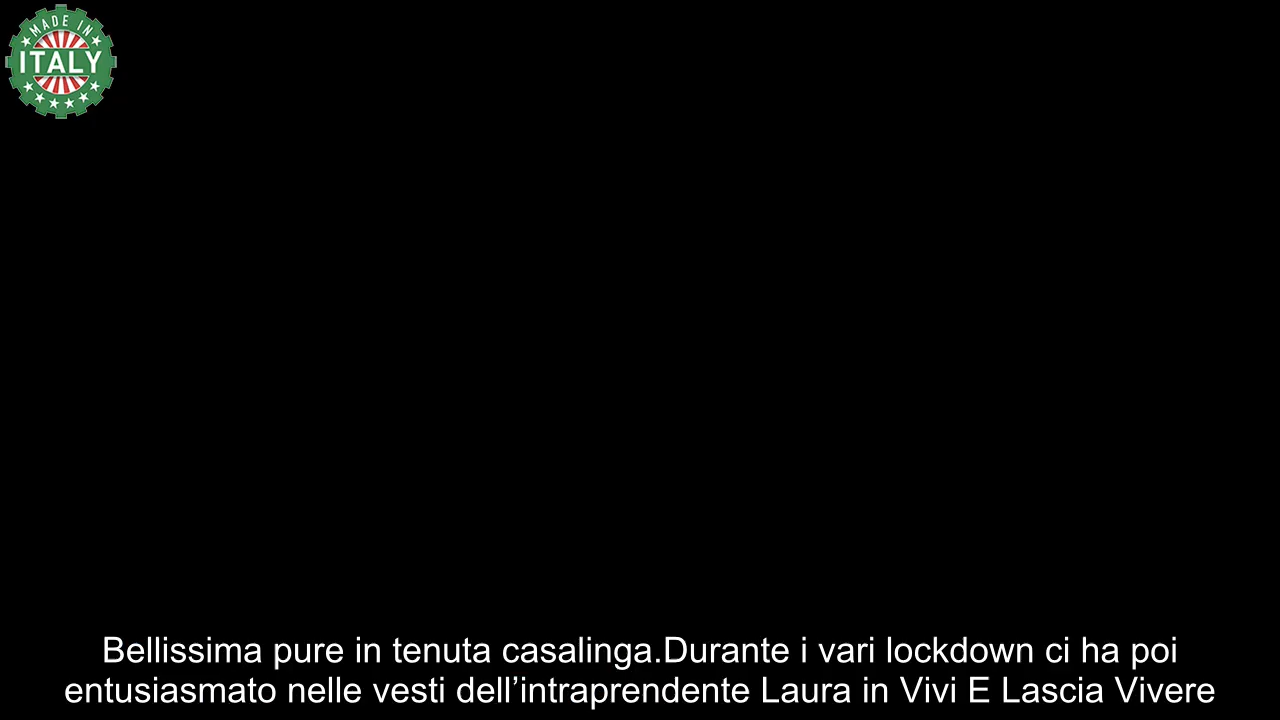 MADE IN
ITALY
Bellissima pure in tenuta casalinga.Durante i vari lockdown ci ha poi
entusiasmato nelle vesti dell’intraprendente Laura in Vivi E Lascia Vivere